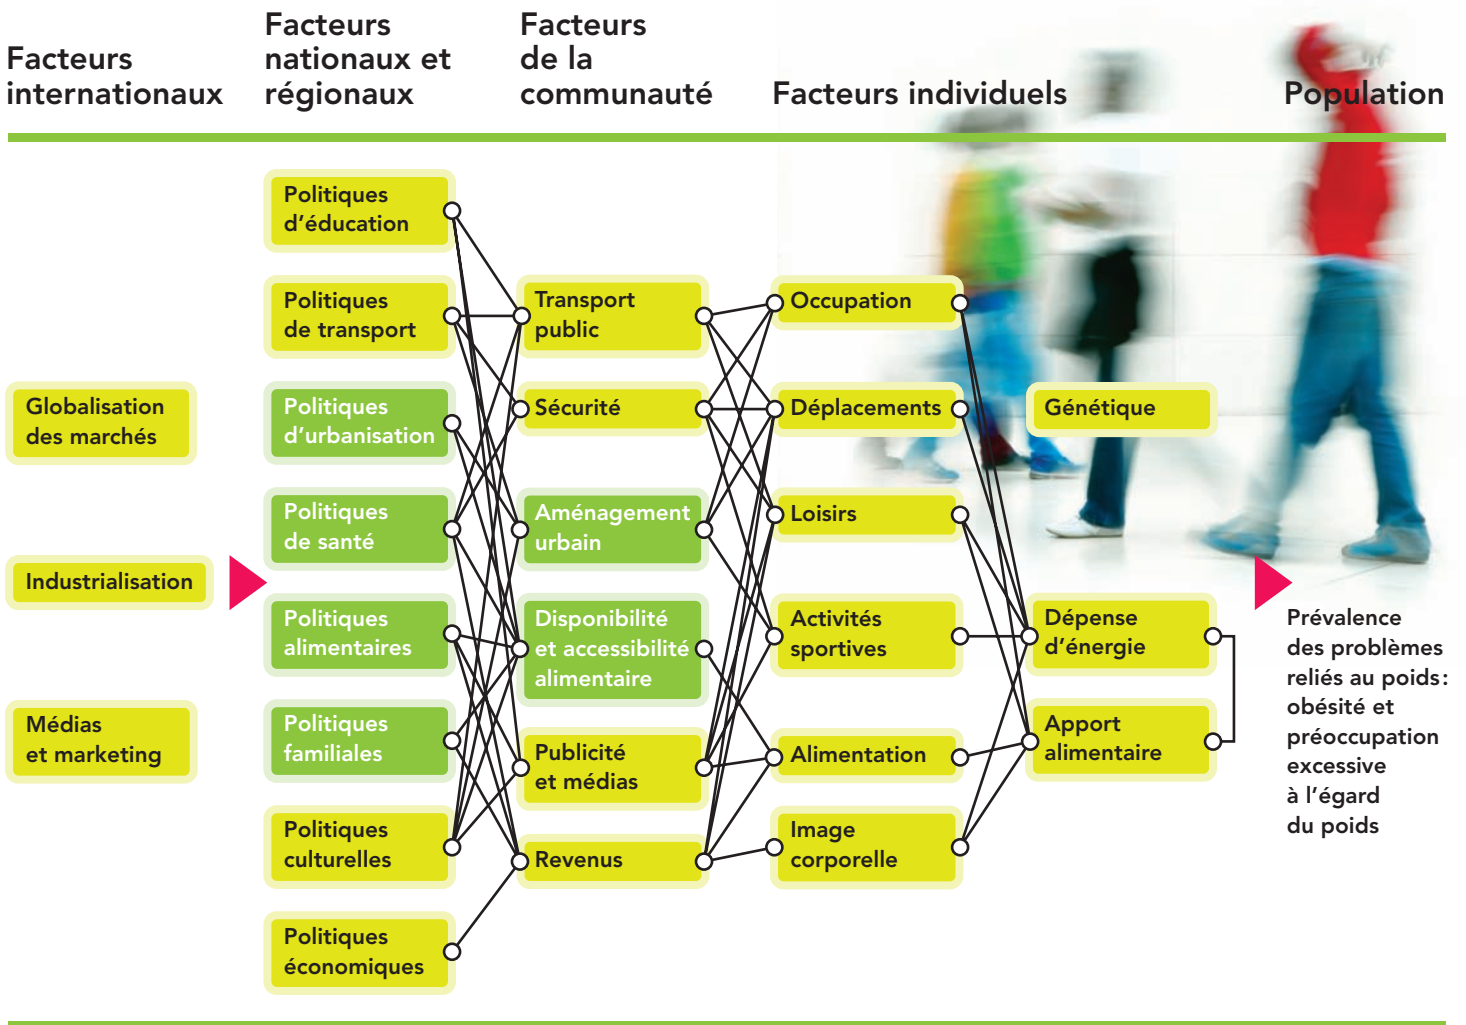 Facteurs
internationaux
Facteurs
nationaux et
régionaux
Facteurs
de la
communauté
Facteurs individuels
Population
Globalisation
des marchés
Industrialisation
Médias
et marketing
Politiques
d’éducation
Politiques
de transport
Politiques
d’urbanisation
Politiques
de santé
Politiques
alimentaires
Politiques
familiales
Politiques
culturelles
Politiques
économiques
Transport
public
Sécurité
Aménagement
urbain
Disponibilité
et accessibilité
alimentaire
Publicité
et médias
Revenus
Occupation
Déplacements
Loisirs
Activités
sportives
Alimentation
Image
corporelle
Génétique
Dépense
d’énergie
Apport
alimentaire
Prévalence
des problèmes
reliés au poids:
obésité et
préoccupation
excessive
à l’égard
du poids